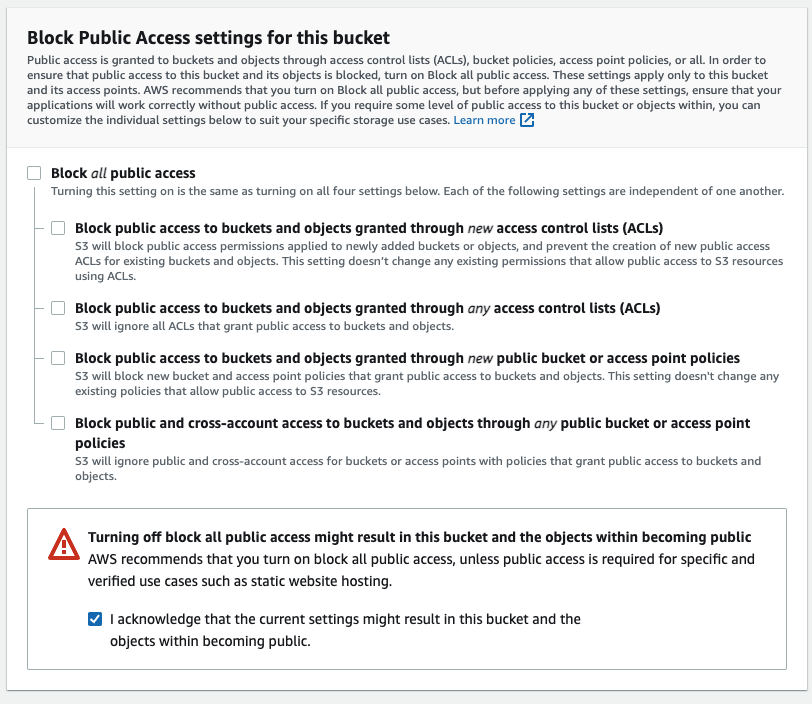 Block Public Access settings for this bucket
Public access is granted to buckets and objects through access control lists (ACLs), bucket policies, access point policies, or all. In order to
ensure that public access to this bucket and its objects is blocked, turn on Block all public access. These settings apply only to this bucket
and its access points. AWS recommends that you turn on Block all public access, but before applying any of these settings, ensure that your
applications will work correctly without public access. If you require some level of public access to this bucket or objects within, you can
customize the individual settings below to suit your specific storage use cases. Learn more
Block all public access
Turning this setting on is the same as turning on all four settings below. Each of the following settings are independent of one another.
Block public access to buckets and objects granted through new access control lists (ACLs)
S3 will block public access permissions applied to newly added buckets or objects, and prevent the creation of new public access
ACLs for existing buckets and objects. This setting doesn't change any existing permissions that allow public access to S3 resources
using ACLs.
Block public access to buckets and objects granted through any access control lists (ACLs)
S3 will ignore all ACLs that grant public access to buckets and objects.
Block public access to buckets and objects granted through new public bucket or access point policies
S3 will block new bucket and access point policies that grant public access to buckets and objects. This setting doesn't change any
existing policies that allow public access to S3 resources.
Block public and cross-account access to buckets and objects through any public bucket or access point
policies
S3 will ignore public and cross-account access for buckets or access points with policies that grant public access to buckets and
objects.
Turning off block all public access might result in this bucket and the objects within becoming public
AWS recommends that you turn on block all public access, unless public access is required for specific and
verified use cases such as static website hosting.
I acknowledge that the current settings might result in this bucket and the
objects within becoming public.